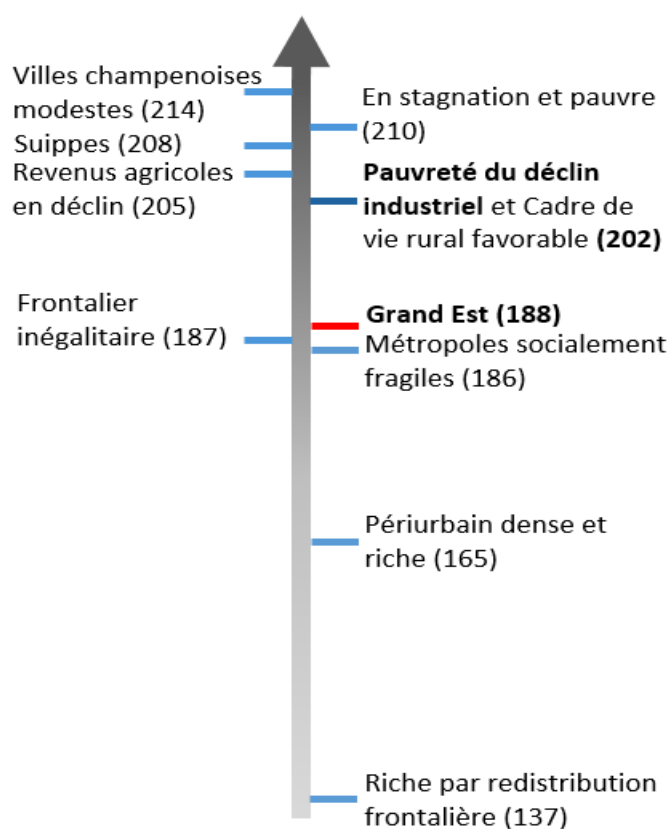 Villes champenoises
modestes (214)
En stagnation et pauvre
(210)
Suippes (208)
Revenus agricoles
en déclin (205)
Pauvreté du déclin
industriel et Cadre de
vie rural favorable (202)
Grand Est (188)
Frontalier
inégalitaire (187)
Métropoles socialement
fragiles (186)
Périurbain dense et
riche (165)
Riche par redistribution
frontalière (137)